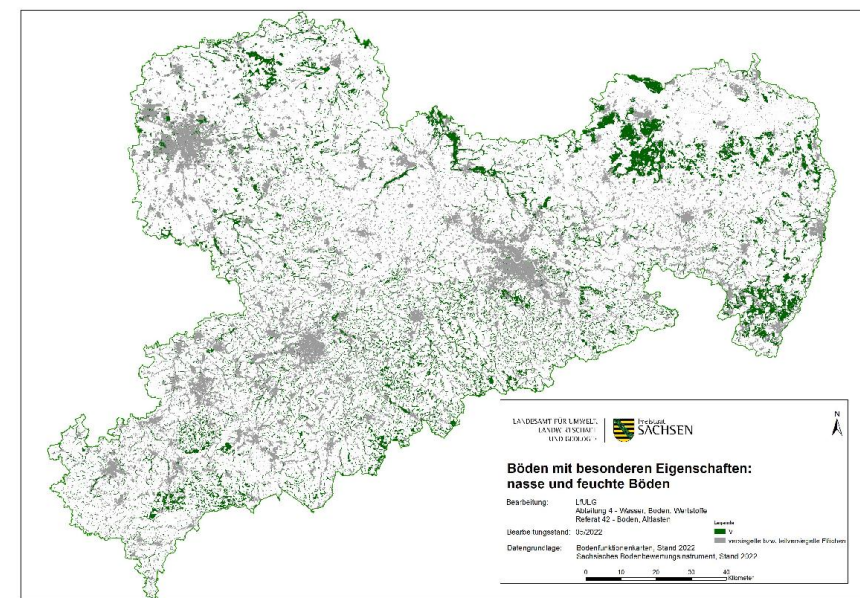 LANDESAMT FÜR UMWELT,
LANDWIRTSCHAFT
UND GEOLOGIE
Freistaat
SACHSEN
N
Böden mit besonderen Eigenschaften:
nasse und feuchte Böden
Bearbeitung: LfULG
Abteilung 4 - Wasser, Boden, Wertstoffe
Referat 42 - Boden, Altlasten
Bearbeitungsstand: 05/2022
Datengrundlage: Bodenfunktionenkarten, Stand 2022
Sächsisches Bodenbewertungsinstrument, Stand 2022
Legende
V
versiegelte bzw. teilversiegelte Flächen
0 10 20 30 40
Kilometer